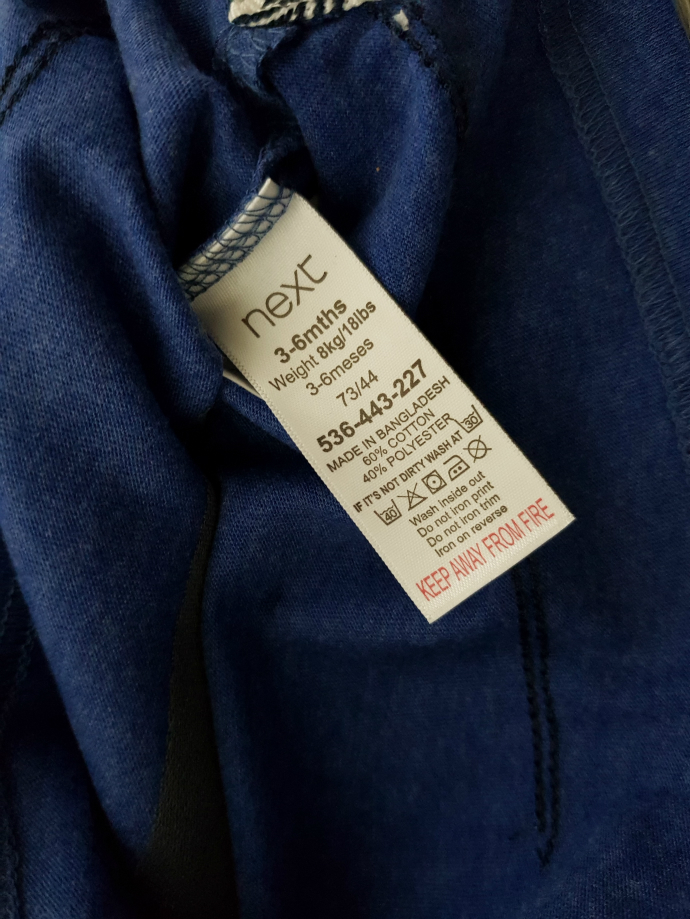 next
3-6mths
Weight 8kg/18lbs
3-6meses
73/44
536-443-227
MADE IN BANGLADESH
60% COTTON
40% POLYESTER
IF IT'S NOT DIRTY WASH AT 30
40
Wash inside out
Do not iron print
Do not iron trim
Iron on reverse
KEEP AWAY FROM FIRE